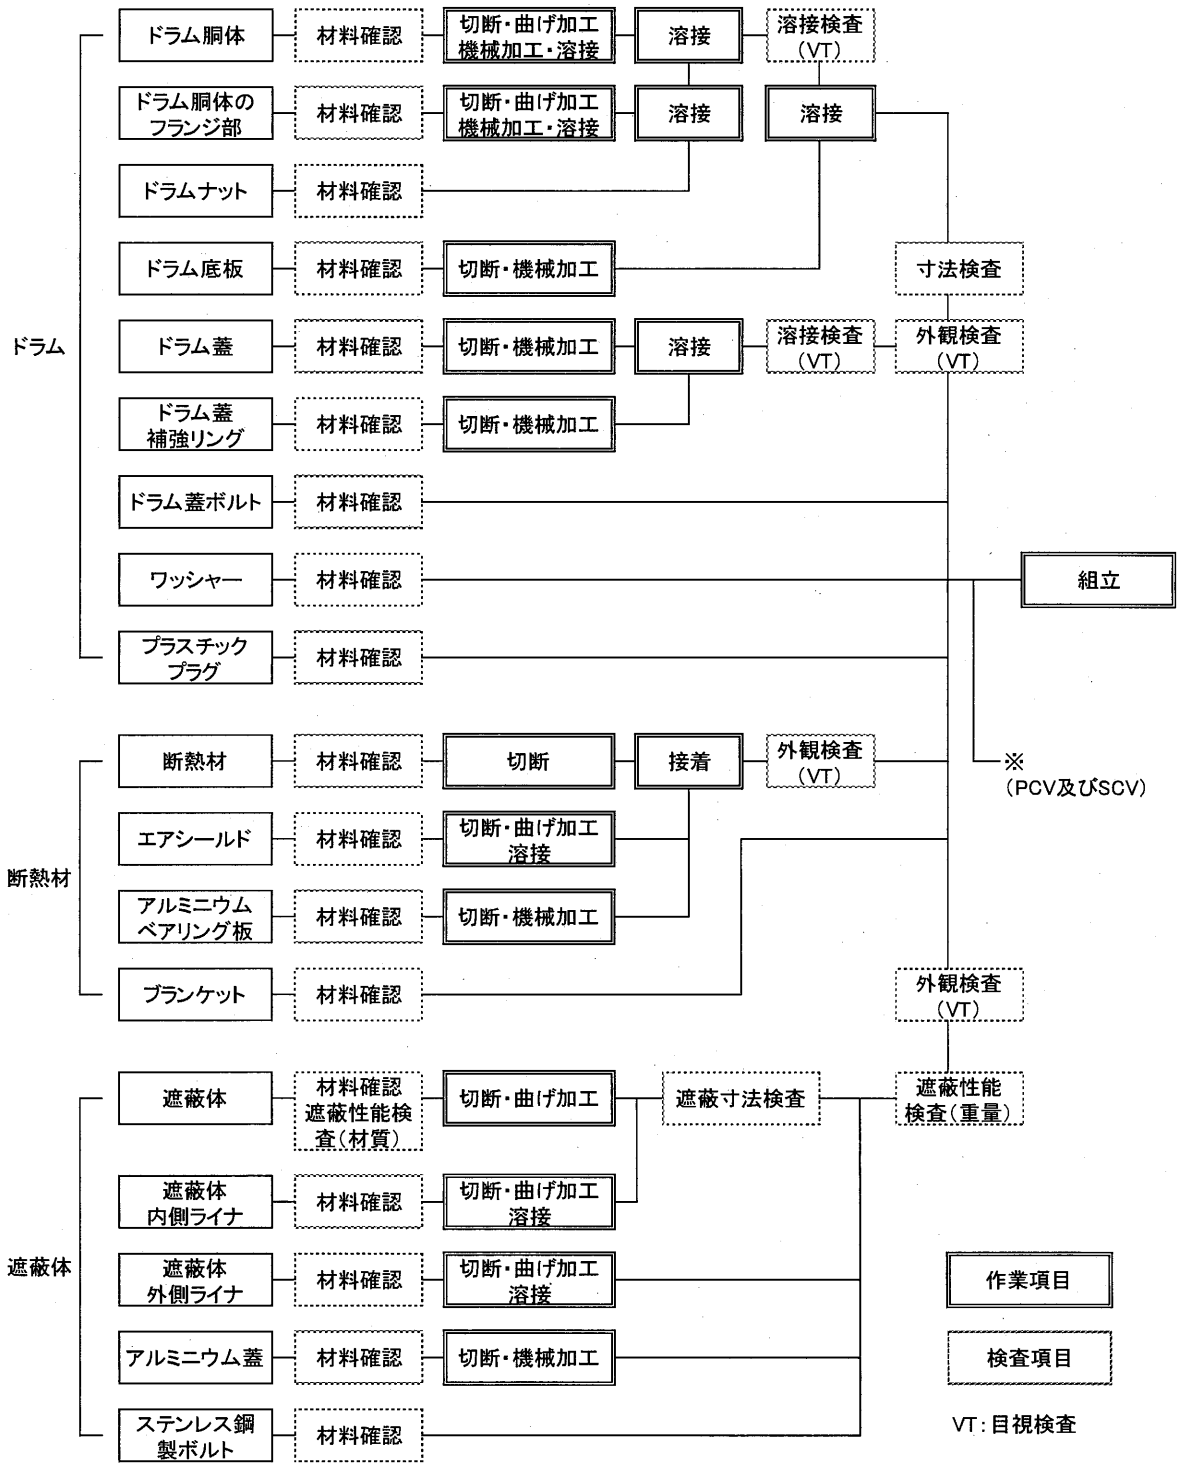 ドラム
ドラム胴体
材料確認
切断・曲げ加工
機械加工・溶接
溶接
溶接検査
(VT)
ドラム胴体の
フランジ部
材料確認
切断・曲げ加工
機械加工・溶接
溶接
溶接
ドラムナット
材料確認
ドラム底板
材料確認
切断・機械加工
寸法検査
ドラム蓋
材料確認
切断・機械加工
溶接
溶接検査
(VT)
外観検査
(VT)
ドラム蓋
補強リング
材料確認
切断・機械加工
ドラム蓋ボルト
材料確認
ワッシャー
材料確認
組立
プラスチック
プラグ
材料確認
断熱材
断熱材
材料確認
切断
接着
外観検査
(VT)
※
(PCV及びSCV)
エアシールド
材料確認
切断・曲げ加工
溶接
アルミニウム
ベアリング板
材料確認
切断・機械加工
ブランケット
材料確認
外観検査
(VT)
遮蔽体
遮蔽体
材料確認
遮蔽性能検
査(材質)
切断・曲げ加工
遮蔽寸法検査
遮蔽性能
検査(重量)
遮蔽体
内側ライナ
材料確認
切断・曲げ加工
溶接
遮蔽体
外側ライナ
材料確認
切断・曲げ加工
溶接
アルミニウム蓋
材料確認
切断・機械加工
ステンレス鋼
製ボルト
材料確認
作業項目
検査項目
VT:目視検査